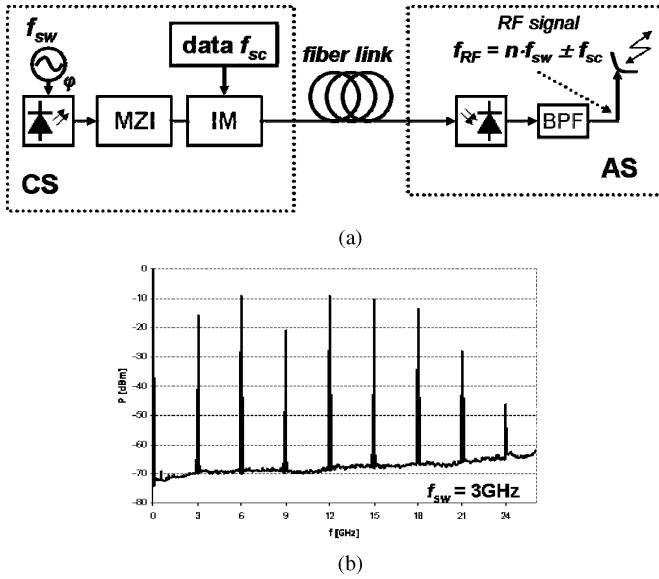 f_sw
φ
data f_sc
MZI
IM
CS
fiber link
RF signal
f_RF = n·f_sw ± f_sc
BPF
AS
(a)
0
-10
-20
-30
-40
-50
-60
-70
-80
P [dBm]
f_sw = 3GHz
0 3 6 9 12 15 18 21 24
f [GHz]
(b)